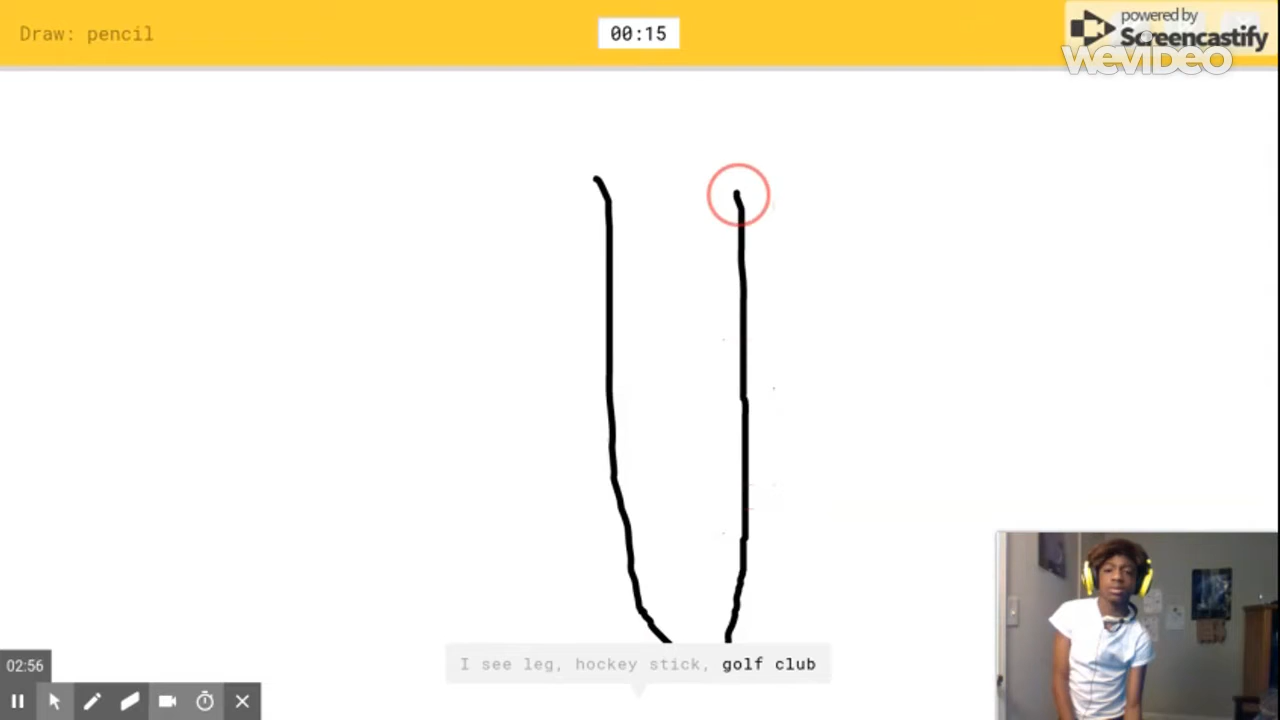 Draw: pencil
00:15
powered by
Screencastify
WeVideo
I see leg, hockey stick, golf club
02:56